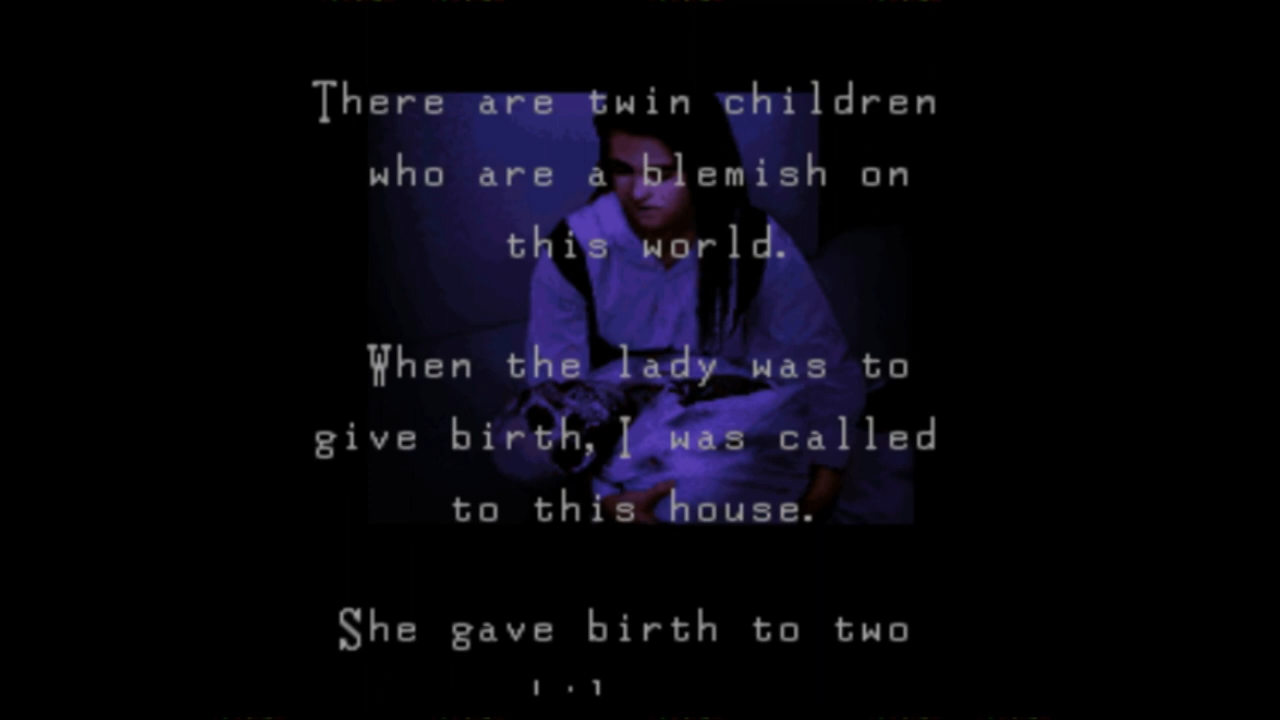 There are twin children
who are a blemish on
this world.
When the lady was to
give birth, I was called
to this house.
She gave birth to two